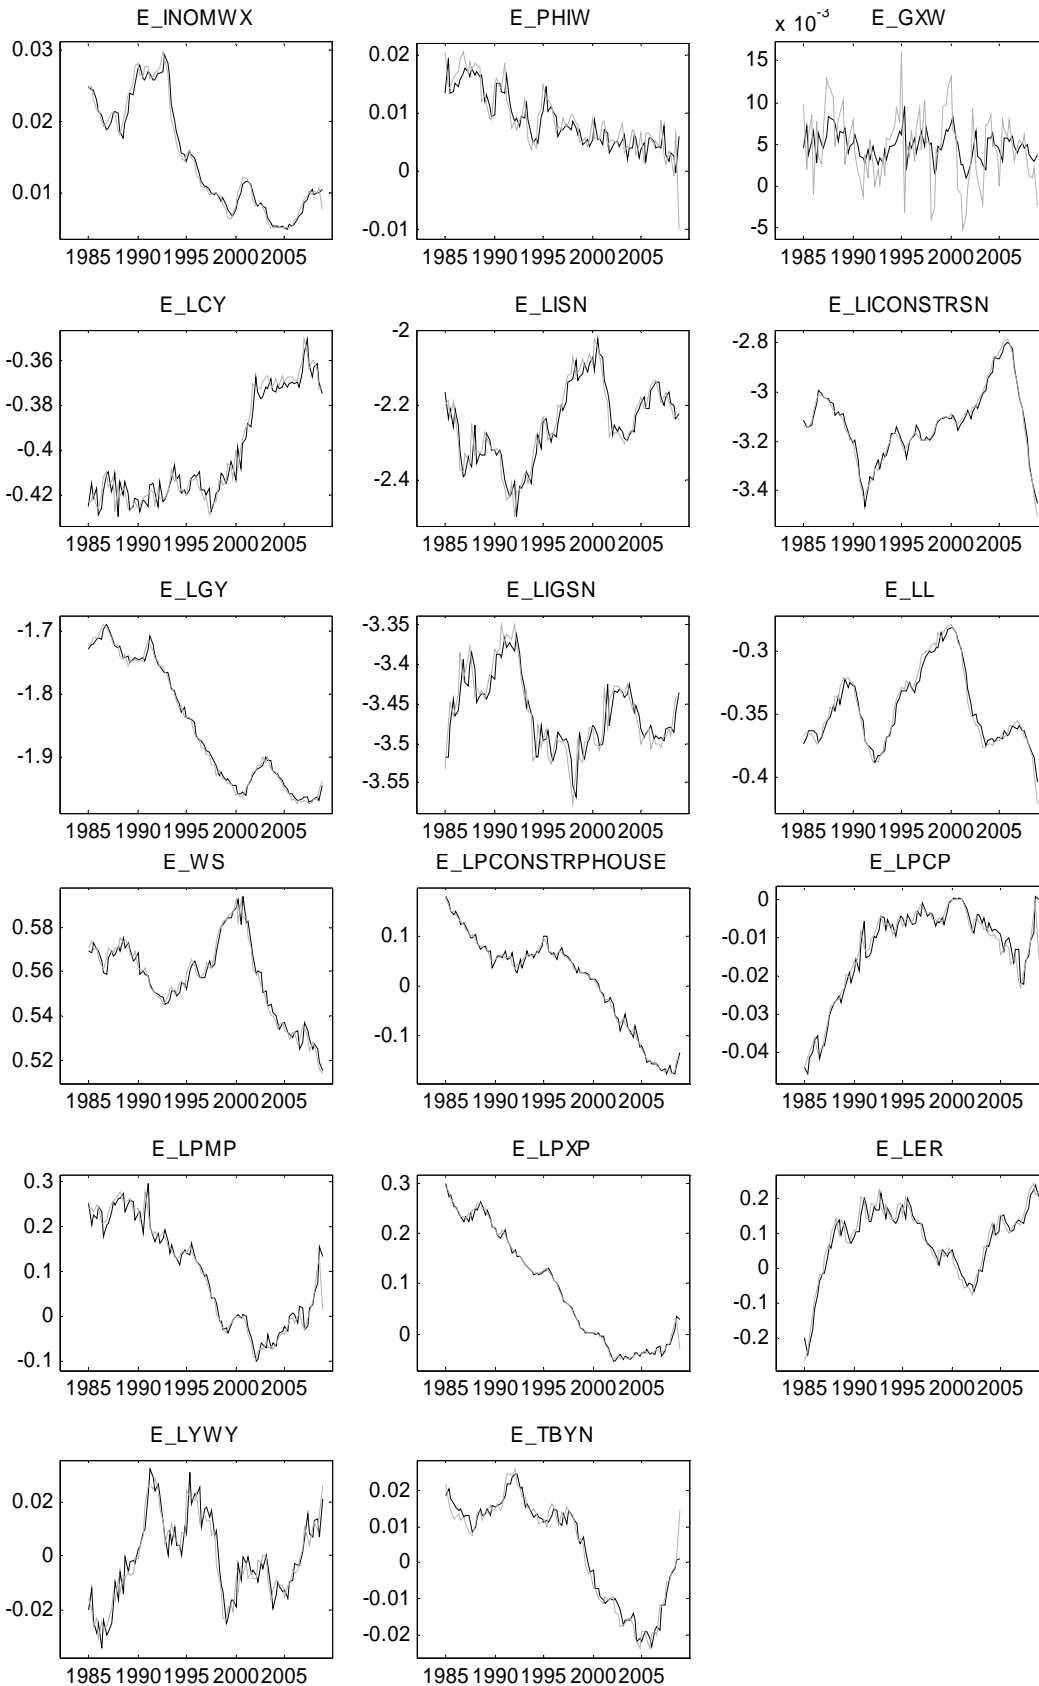 E_INOMWX
0.03
0.02
0.01
1985 1990 1995 2000 2005
E_PHIW
0.02
0.01
0
-0.01
1985 1990 1995 2000 2005
x 10-3
E_GXW
15
10
5
0
-5
1985 1990 1995 2000 2005
E_LCY
-0.36
-0.38
-0.4
-0.42
1985 1990 1995 2000 2005
E_LISN
-2
-2.2
-2.4
1985 1990 1995 2000 2005
E_LICONSTRSN
-2.8
-3
-3.2
-3.4
1985 1990 1995 2000 2005
E_LGY
-1.7
-1.8
-1.9
1985 1990 1995 2000 2005
E_LIGSN
-3.35
-3.4
-3.45
-3.5
-3.55
1985 1990 1995 2000 2005
E_LL
-0.3
-0.35
-0.4
1985 1990 1995 2000 2005
E_WS
0.58
0.56
0.54
0.52
1985 1990 1995 2000 2005
E_LPCONSTRPHOUSE
0.1
0
-0.1
1985 1990 1995 2000 2005
E_LPCP
0
-0.01
-0.02
-0.03
-0.04
1985 1990 1995 2000 2005
E_LPMP
0.3
0.2
0.1
0
-0.1
1985 1990 1995 2000 2005
E_LPXP
0.3
0.2
0.1
0
1985 1990 1995 2000 2005
E_LER
0.2
0.1
0
-0.1
-0.2
1985 1990 1995 2000 2005
E_LYWY
0.02
0
-0.02
1985 1990 1995 2000 2005
E_TBYN
0.02
0.01
0
-0.01
-0.02
1985 1990 1995 2000 2005